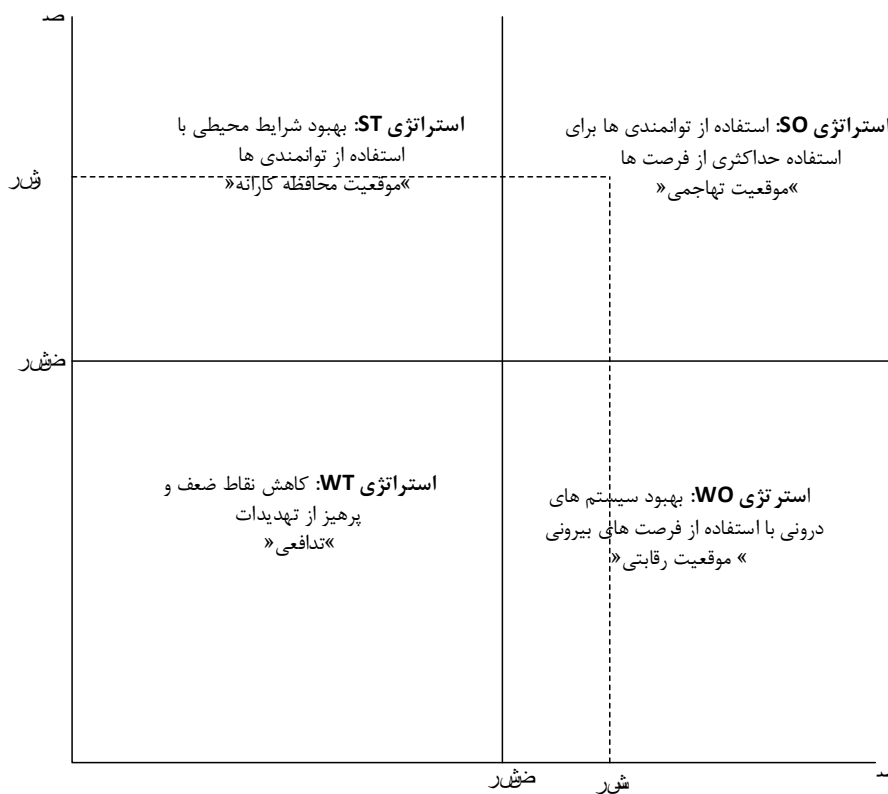 استراتژی SO: استفاده از توانمندی ها برای
استفاده حداکثری از فرصت ها
»موقعیت تهاجمی«
استراتژی ST: بهبود شرایط محیطی با
استفاده از توانمندی ها
»موقعیت محافظه کارانه«
استر تژی WO: بهبود سیستم های
درونی با استفاده از فرصت های بیرونی
» موقعیت رقابتی«
استراتژی WT: کاهش نقاط ضعف و
پرهیز از تهدیدات
»تدافعی«